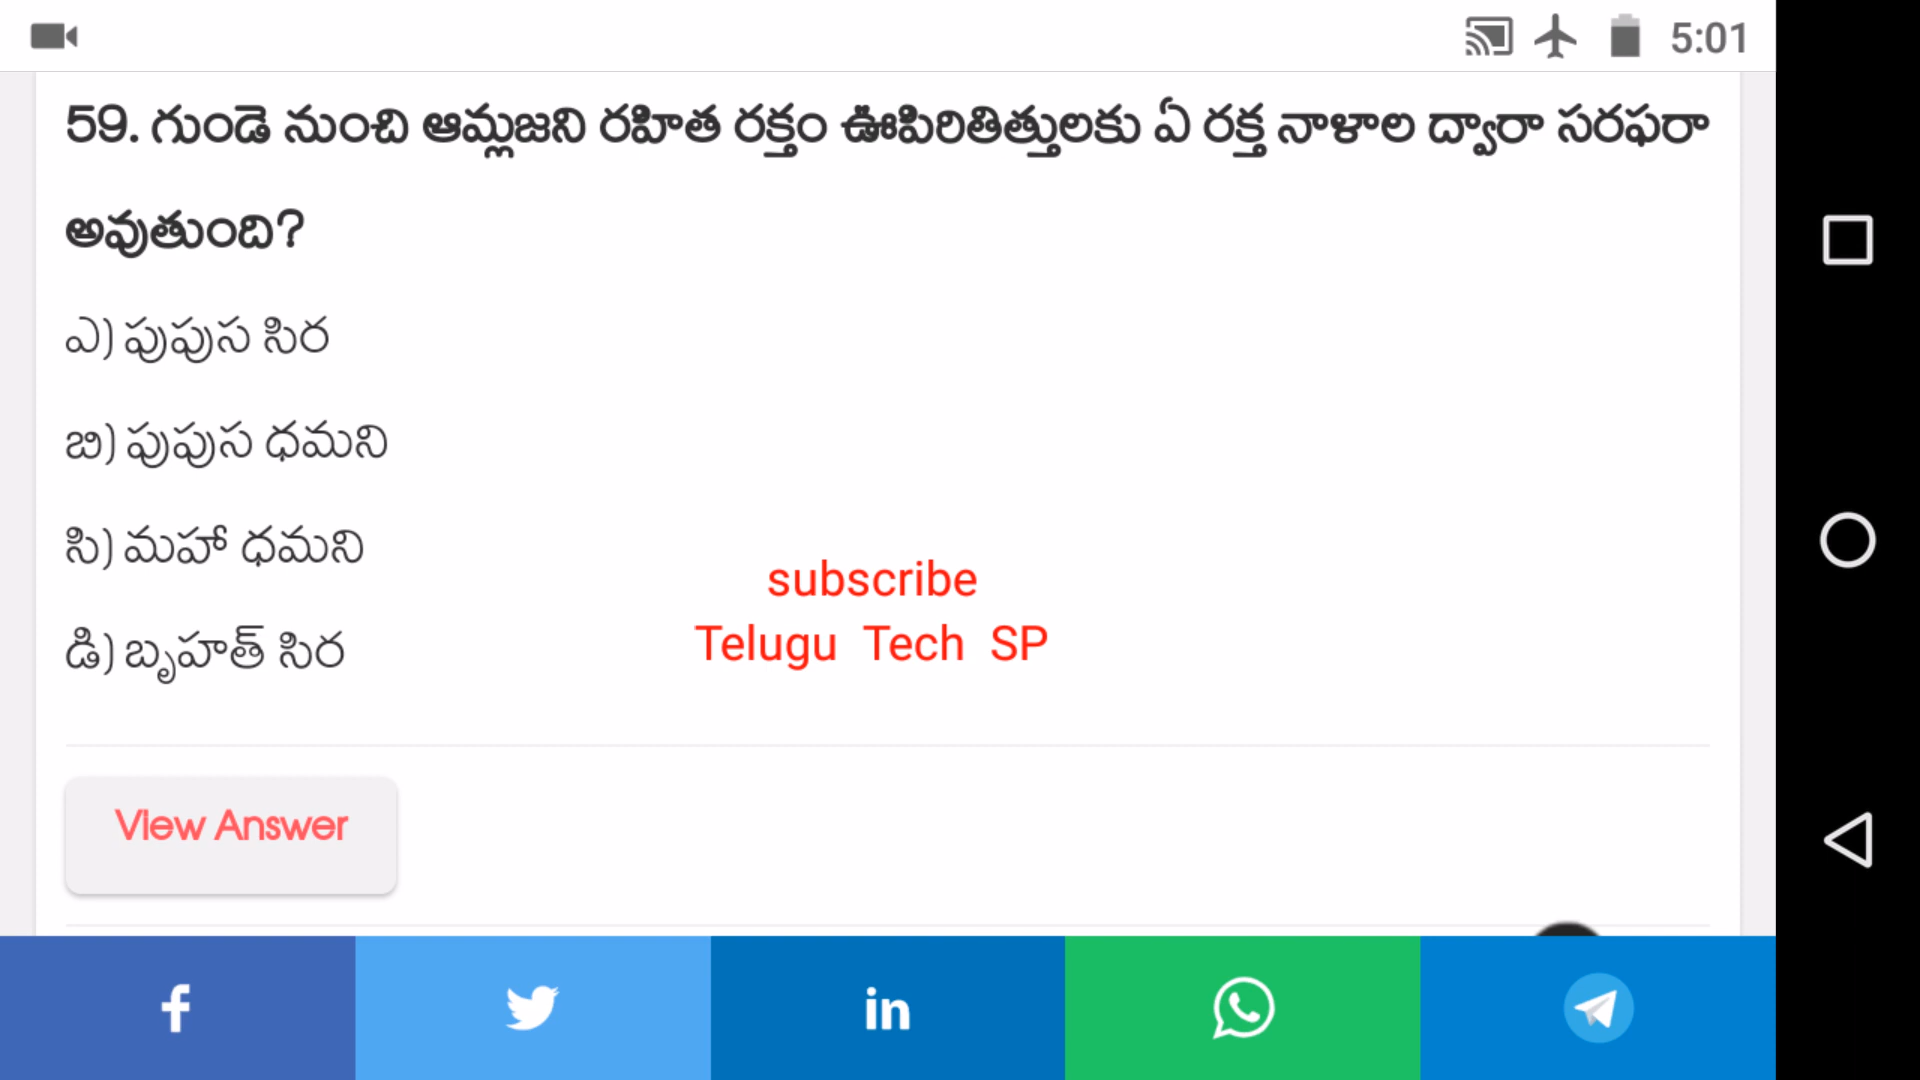 5:01
59. గుండె నుంచి ఆమ్లజని రహిత రక్తం ఊపిరితిత్తులకు ఏ రక్త నాళాల ద్వారా సరఫరా
అవుతుంది?
ఎ) పుపుస సిర
బి) పుపుస ధమని
సి) మహా ధమని
డి) బృహత్ సిర
subscribe
Telugu Tech SP
View Answer